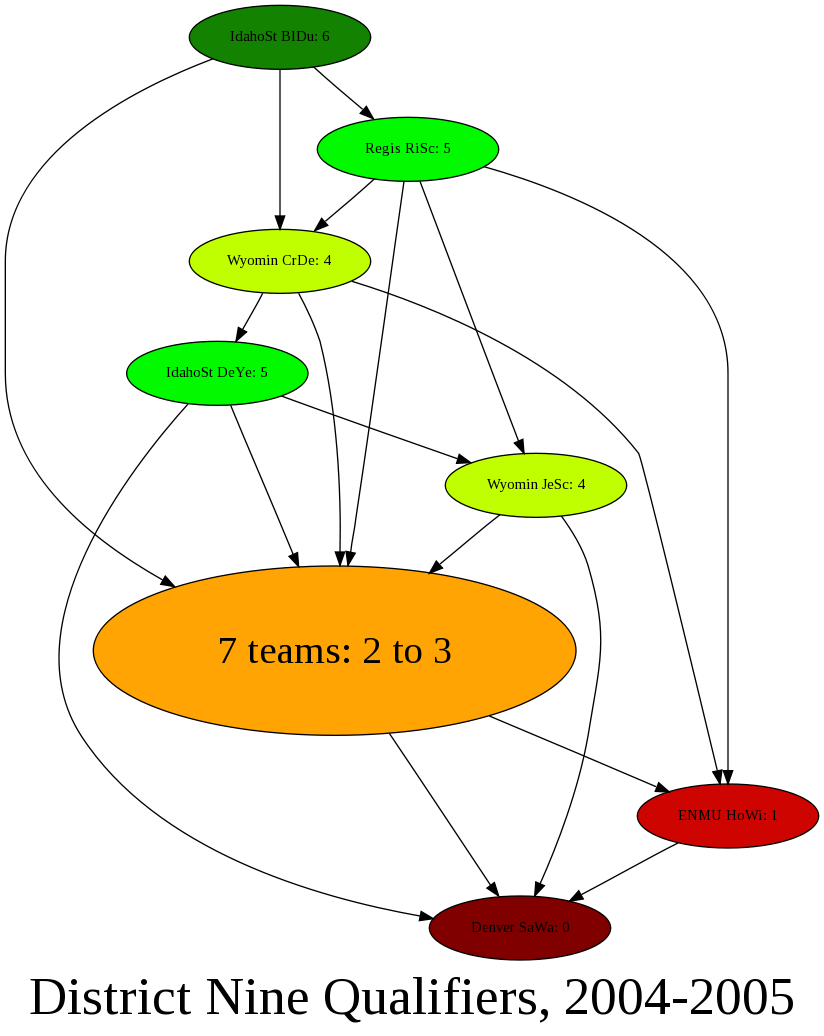 IdahoSt BlDu: 6
Regis RiSc: 5
Wyomin CrDe: 4
IdahoSt DeYe: 5
Wyomin JeSc: 4
7 teams: 2 to 3
ENMU HoWi: 1
Denver SaWa: 0
District Nine Qualifiers, 2004-2005